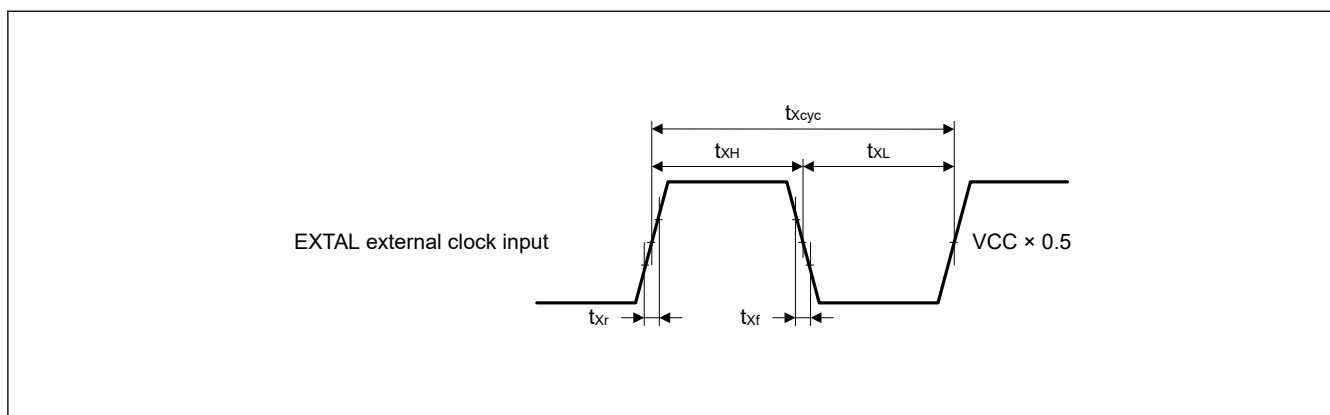 tXcyc
tXH
tXL
EXTAL external clock input
VCC × 0.5
tXr
tXf